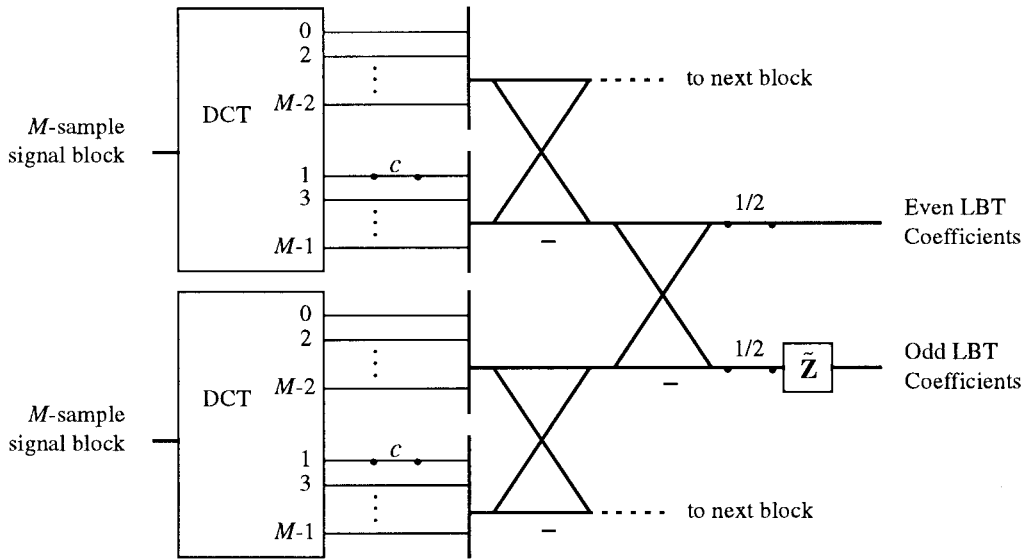 0
2
⋮
M-2
DCT
to next block
M-sample
signal block
1
c
3
⋮
M-1
–
1/2
Even LBT
Coefficients
0
2
⋮
M-2
DCT
–
1/2
Z̃
Odd LBT
Coefficients
M-sample
signal block
1
c
3
⋮
M-1
–
to next block